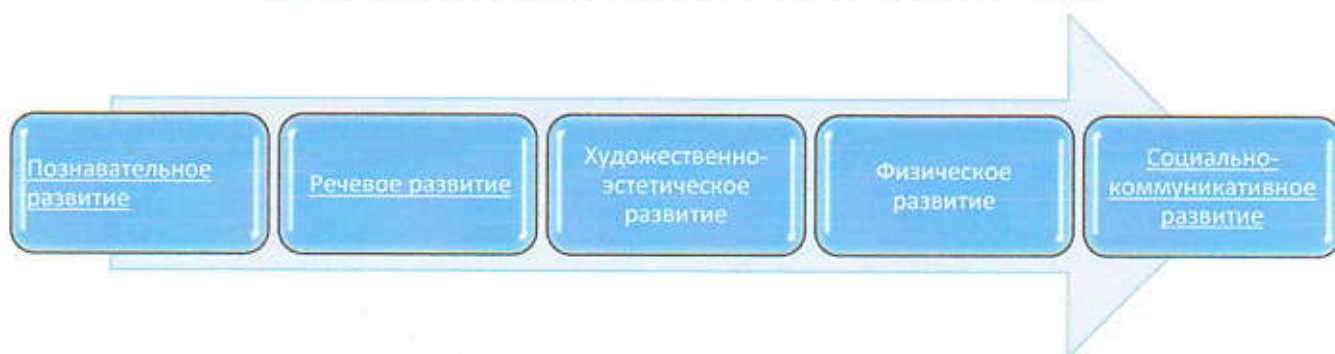 Познавательное
развитие
Речевое развитие
Художественно-
эстетическое
развитие
Физическое
развитие
Социально-
коммуникативное
развитие